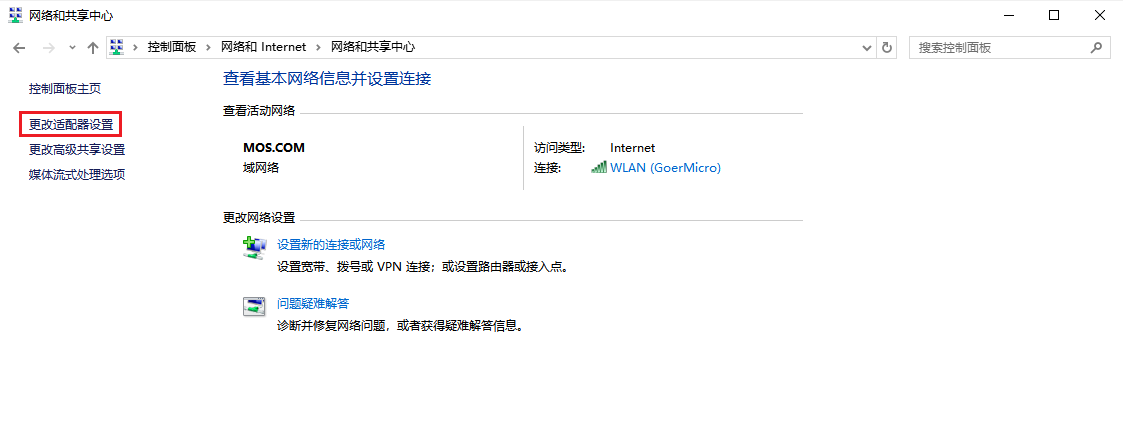 网络和共享中心
控制面板 网络和 Internet 网络和共享中心
搜索控制面板
控制面板主页
更改适配器设置
更改高级共享设置
媒体流式处理选项
查看基本网络信息并设置连接
查看活动网络
MOS.COM
域网络
访问类型: Internet
连接: WLAN (GoerMicro)
更改网络设置
设置新的连接或网络
设置宽带、拨号或 VPN 连接；或设置路由器或接入点。
问题疑难解答
诊断并修复网络问题，或者获得疑难解答信息。